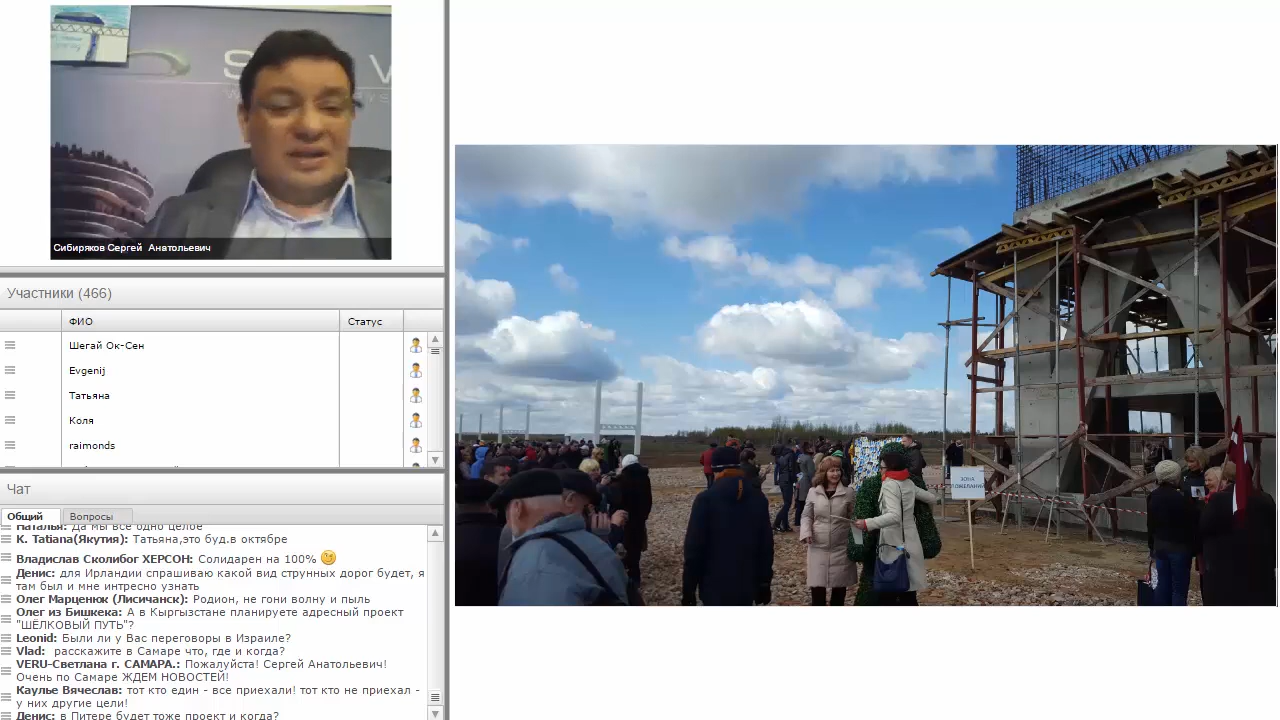 S
V
Сибиряков Сергей Анатольевич
Участники (466)
ФИО
Статус
Шегай Ок-Сен
Evgenij
Татьяна
Коля
raimonds
Чат
Общий
Вопросы
Наталья: Да мы все одно целое
K. Tatiana(Якутия): Татьяна,это буд.в октябре
Владислав Сколибог ХЕРСОН: Солидарен на 100%
Денис: для Ирландии спрашиваю какой вид струнных дорог будет, я
там был и мне интресно узнать
Олег Марценюк (Лисичанск): Родион, не гони волну и пыль
Олег из Бишкека: А в Кыргызстане планируете адресный проект
"ШЁЛКОВЫЙ ПУТЬ"?
Leonid: Были ли у Вас переговоры в Израиле?
Vlad: расскажите в Самаре что, где и когда?
VERU-Светлана г. САМАРА.: Пожалуйста! Сергей Анатольевич!
Очень по Самаре ЖДЕМ НОВОСТЕЙ!
Каулье Вячеслав: тот кто един - все приехали! тот кто не приехал -
у них другие цели!
Денис: в Питере будет тоже проект и когда?
ЗОНА
ПОЖЕЛАНИЙ